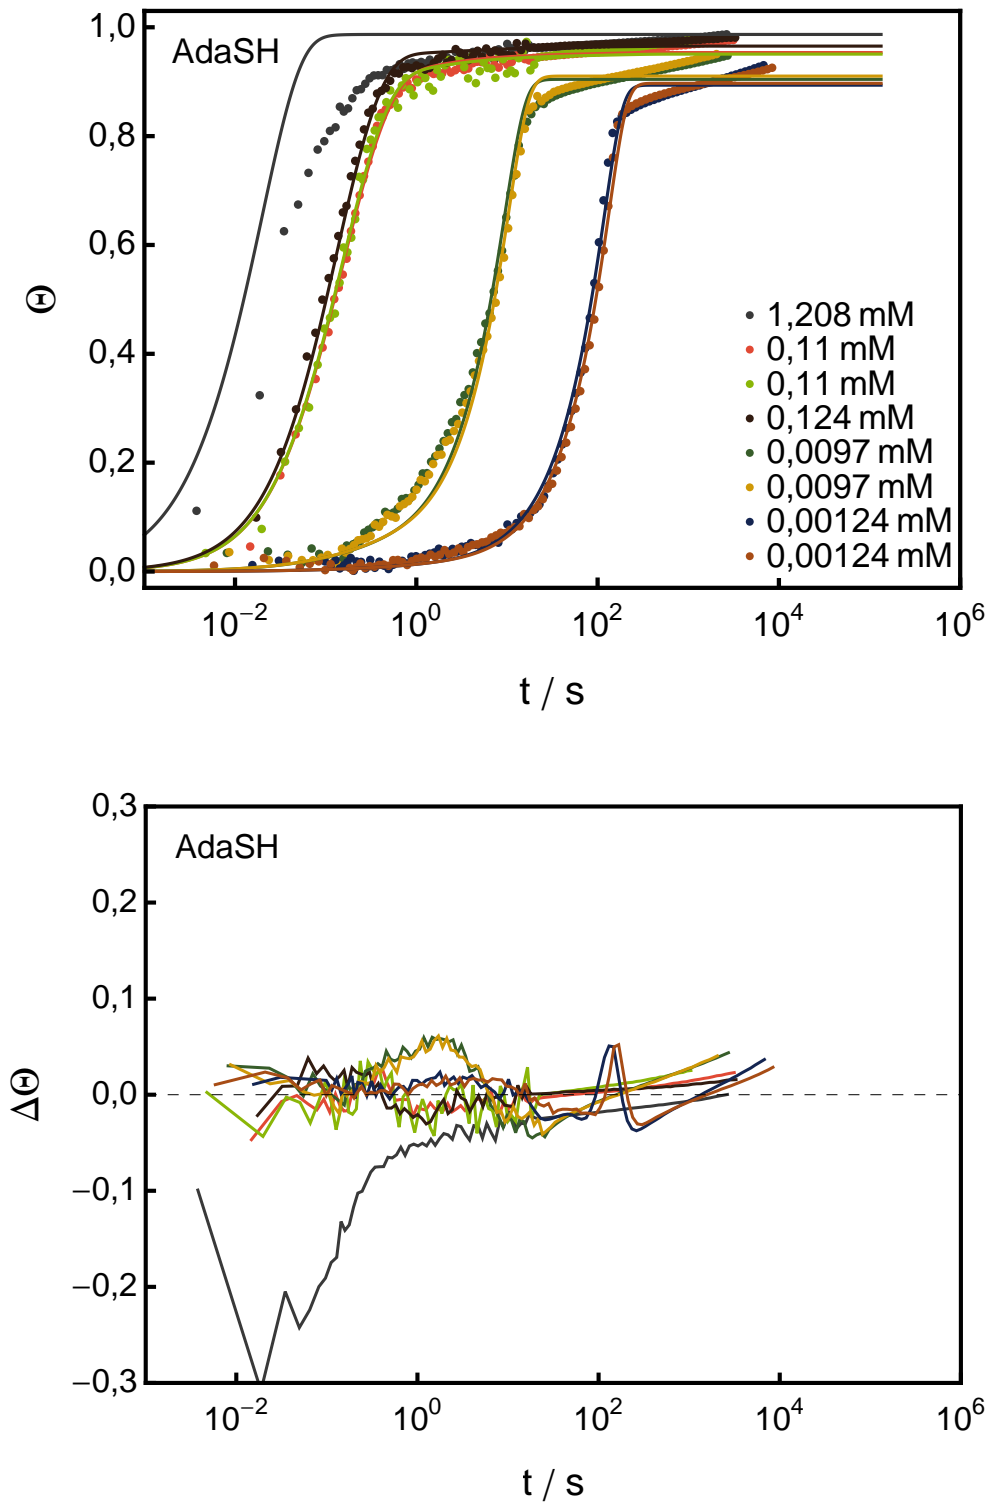 1,0
AdaSH
0,8
0,6
Θ
0,4
0,2
0,0
1,208 mM
0,11 mM
0,11 mM
0,124 mM
0,0097 mM
0,0097 mM
0,00124 mM
0,00124 mM
10⁻² 10⁰ 10² 10⁴ 10⁶
t / s
0,3
AdaSH
0,2
0,1
ΔΘ
0,0
−0,1
−0,2
−0,3
10⁻² 10⁰ 10² 10⁴ 10⁶
t / s